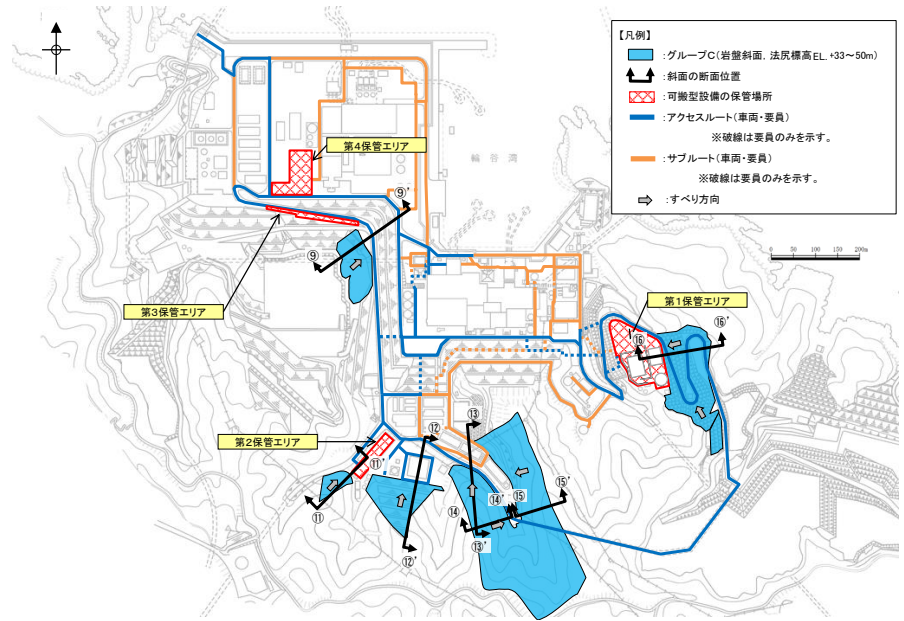 【凡例】
:グループC(岩盤斜面，法尻標高EL.+33～50m)
:斜面の断面位置
:可搬型設備の保管場所
:アクセスルート(車両・要員)
※破線は要員のみを示す。
:サブルート(車両・要員)
※破線は要員のみを示す。
:すべり方向
0 50 100 200m
輪谷湾
第4保管エリア
⑨'
⑨
第3保管エリア
第1保管エリア
⑯'
⑯
第2保管エリア
⑬
⑫
⑪'
⑪
⑭'
⑮
⑮'
⑭
⑬'
⑫'